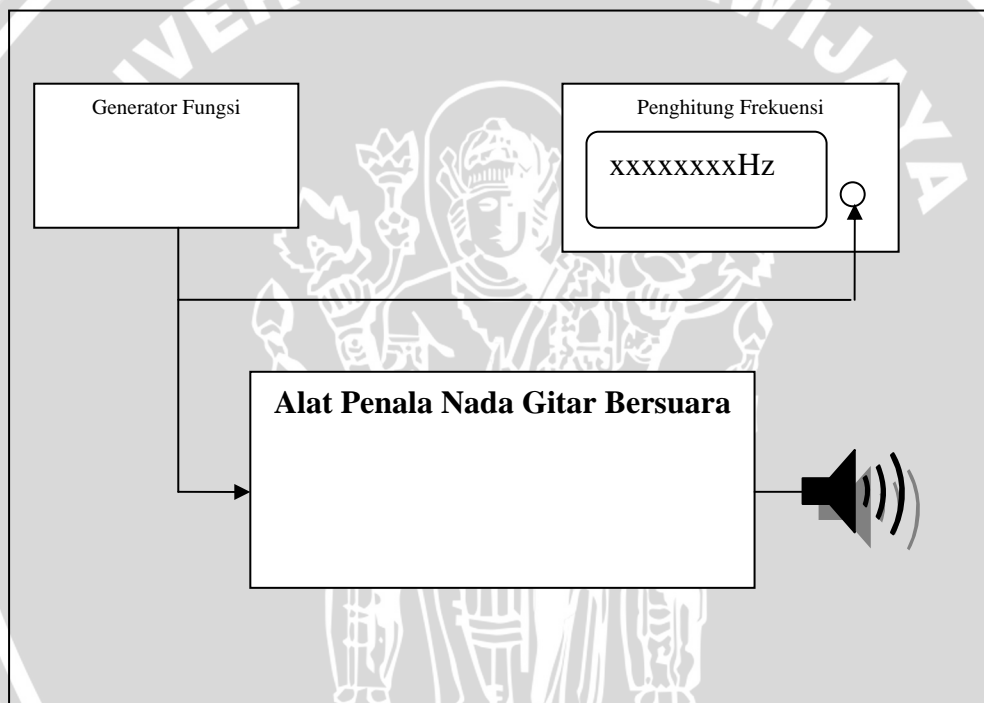 Generator Fungsi
Penghitung Frekuensi
xxxxxxxxHz
Alat Penala Nada Gitar Bersuara